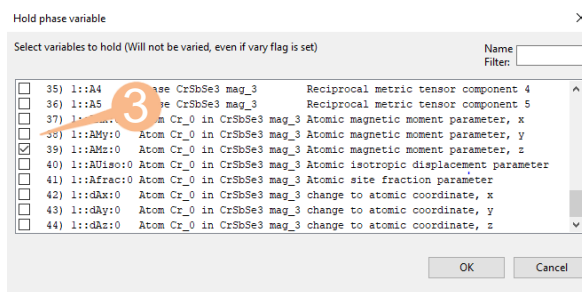 Hold phase variable
Select variables to hold (Will not be varied, even if vary flag is set)
Name
Filter:
35) 1::A4 Phase CrSbSe3 mag_3 Reciprocal metric tensor component 4
36) 1::A5 CrSbSe3 mag_3 Reciprocal metric tensor component 5
37) Atom Cr_0 in CrSbSe3 mag_3 Atomic magnetic moment parameter, x
38) 1::AMy:0 Atom Cr_0 in CrSbSe3 mag_3 Atomic magnetic moment parameter, y
39) 1::AMz:0 Atom Cr_0 in CrSbSe3 mag_3 Atomic magnetic moment parameter, z
40) 1::AUiso:0 Atom Cr_0 in CrSbSe3 mag_3 Atomic isotropic displacement parameter
41) 1::Afrac:0 Atom Cr_0 in CrSbSe3 mag_3 Atomic site fraction parameter
42) 1::dAx:0 Atom Cr_0 in CrSbSe3 mag_3 change to atomic coordinate, x
43) 1::dAy:0 Atom Cr_0 in CrSbSe3 mag_3 change to atomic coordinate, y
44) 1::dAz:0 Atom Cr_0 in CrSbSe3 mag_3 change to atomic coordinate, z
3
OK Cancel